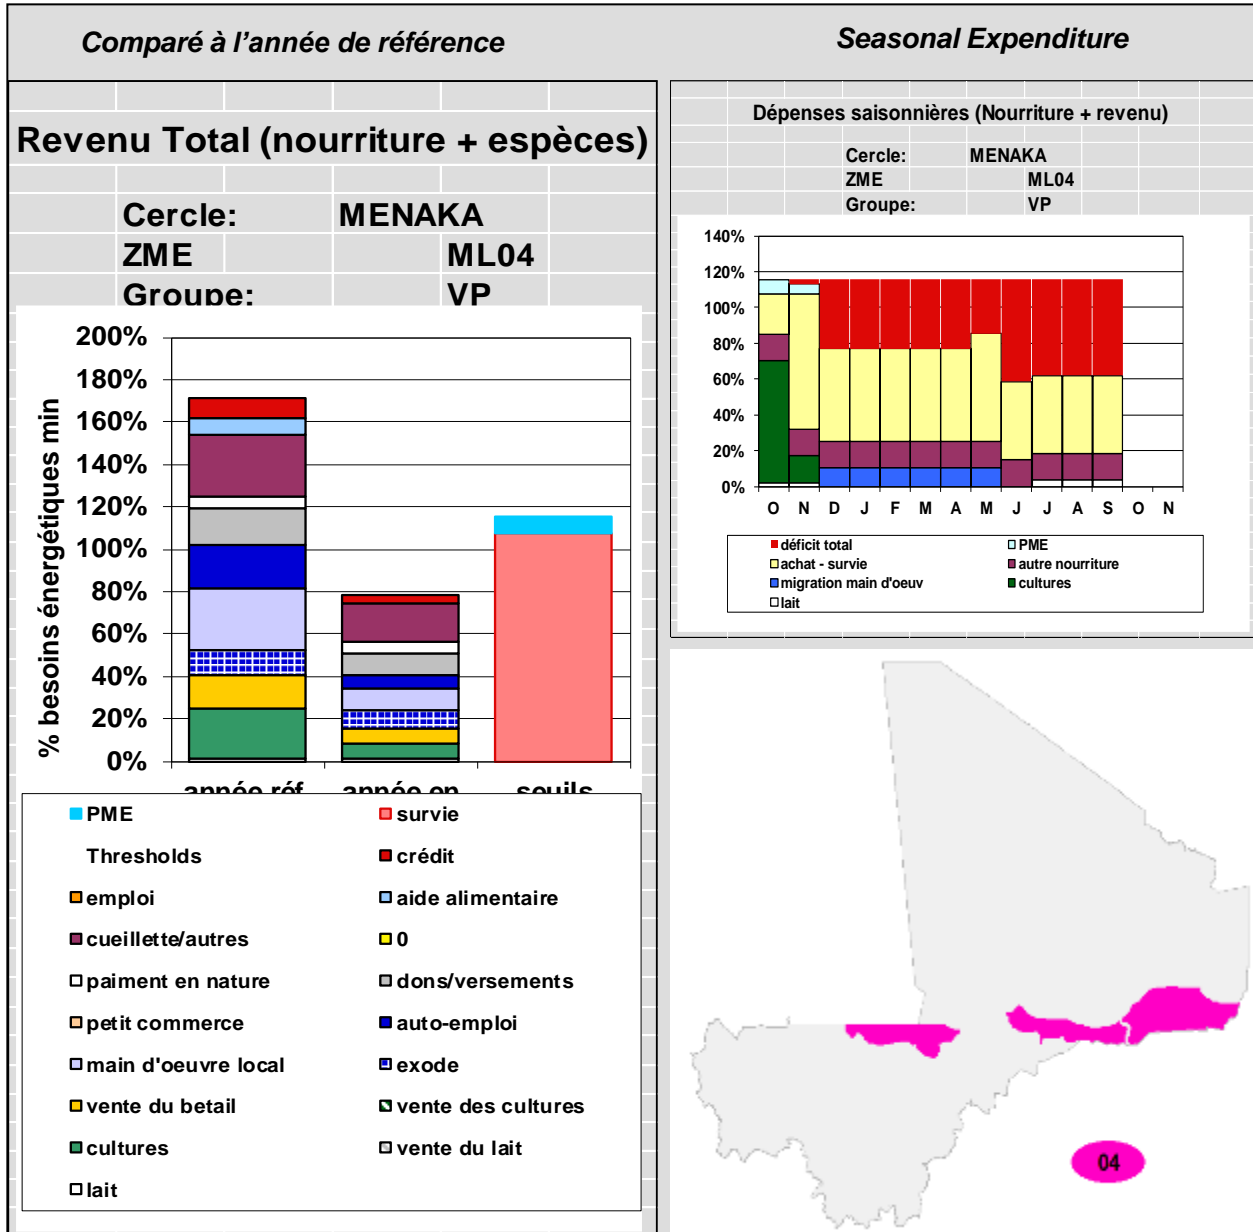 Comparé à l'année de référence
Revenu Total (nourriture + espèces)
Cercle: MENAKA
ZME ML04
Groupe: VP
% besoins énergétiques min
200%
180%
160%
140%
120%
100%
80%
60%
40%
20%
0%
année réf année en seuils
PME survie
Thresholds crédit
emploi aide alimentaire
cueillette/autres 0
paiment en nature dons/versements
petit commerce auto-emploi
main d'oeuvre local exode
vente du betail vente des cultures
cultures vente du lait
lait
Seasonal Expenditure
Dépenses saisonnières (Nourriture + revenu)
Cercle: MENAKA
ZME ML04
Groupe: VP
140%
120%
100%
80%
60%
40%
20%
0%
O N D J F M A M J J A S O N
déficit total PME
achat - survie autre nourriture
migration main d'oeuv cultures
lait
04